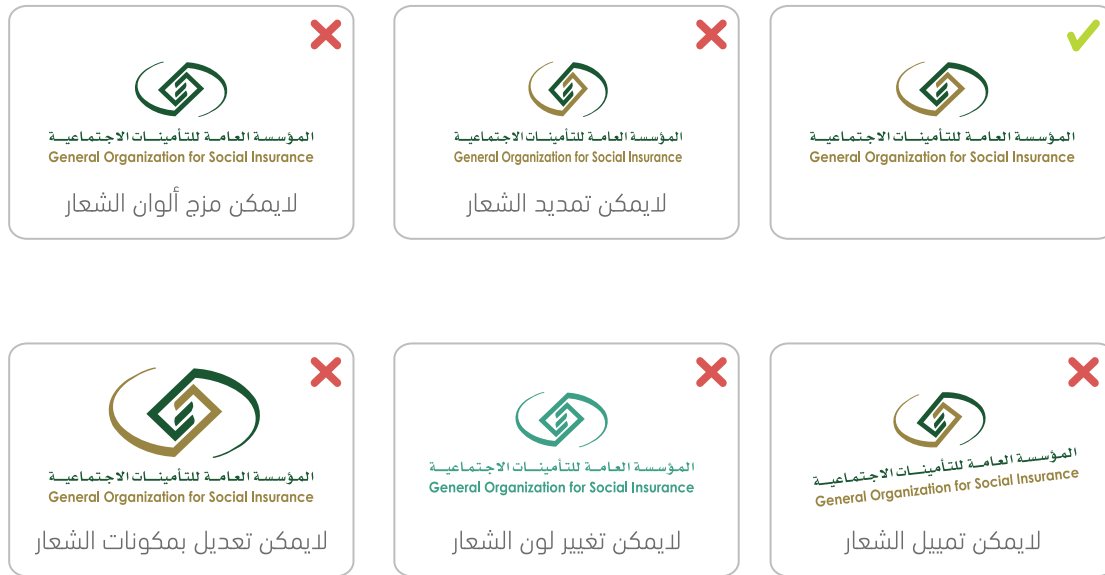 المؤسسة العامة للتأمينات الاجتماعية
General Organization for Social Insurance
المؤسسة العامة للتأمينات الاجتماعية
General Organization for Social Insurance
لايمكن تمديد الشعار
المؤسسة العامة للتأمينات الاجتماعية
General Organization for Social Insurance
لايمكن مزج ألوان الشعار
المؤسسة العامة للتأمينات الاجتماعية
General Organization for Social Insurance
لايمكن تمييل الشعار
المؤسسة العامة للتأمينات الاجتماعية
General Organization for Social Insurance
لايمكن تغيير لون الشعار
المؤسسة العامة للتأمينات الاجتماعية
General Organization for Social Insurance
لايمكن تعديل بمكونات الشعار